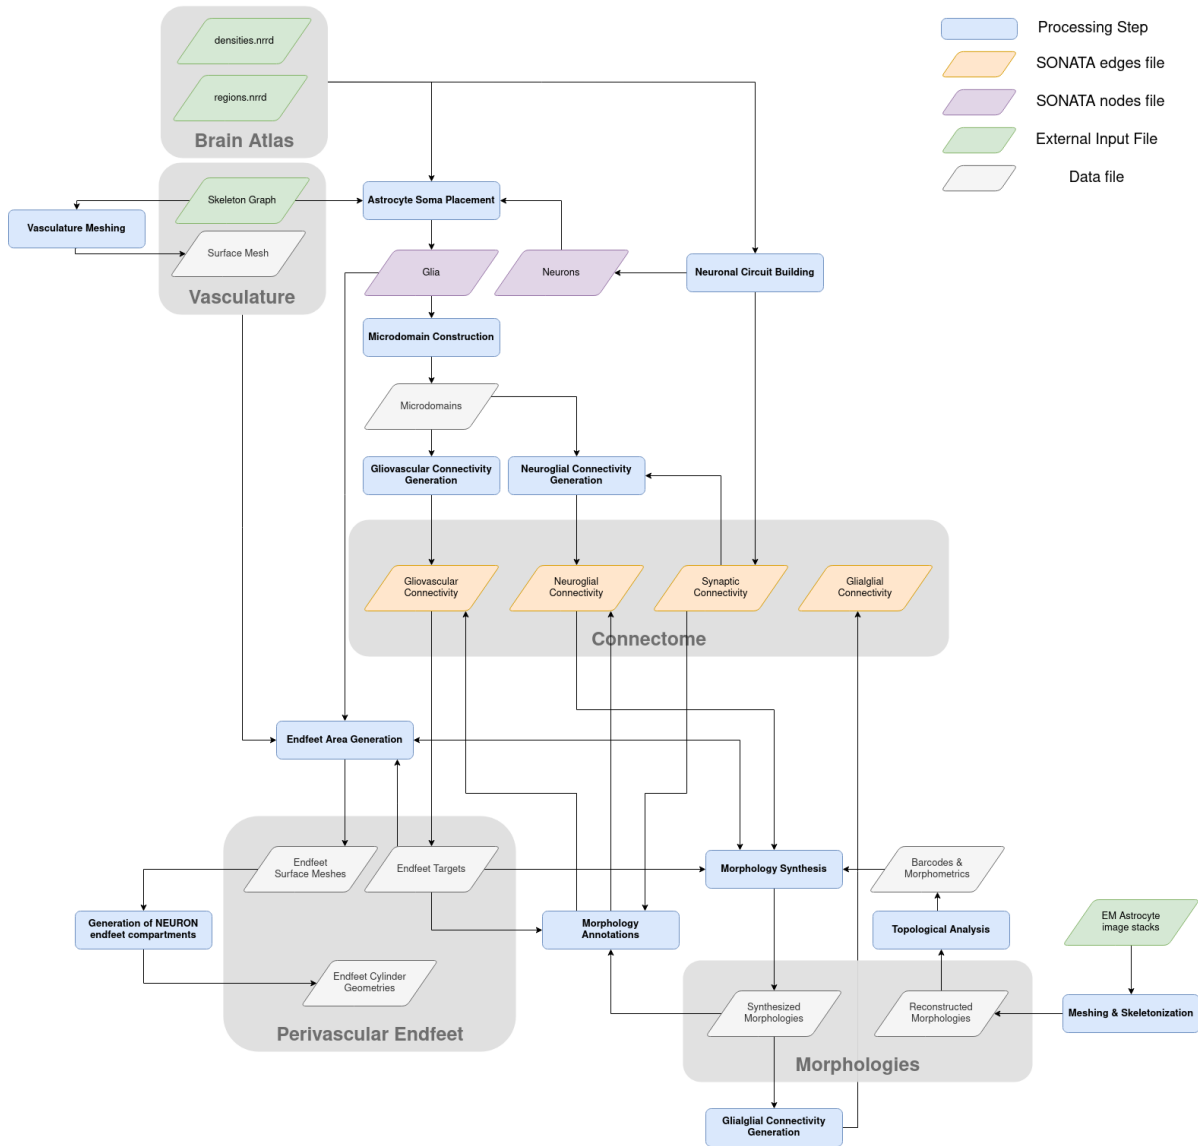 densities.nrrd
regions.nrrd
Brain Atlas
Processing Step
SONATA edges file
SONATA nodes file
External Input File
Data file
Skeleton Graph
Vasculature Meshing
Surface Mesh
Vasculature
Astrocyte Soma Placement
Glia
Neurons
Neuronal Circuit Building
Microdomain Construction
Microdomains
Gliovascular Connectivity
Generation
Neuroglial Connectivity
Generation
Gliovascular
Connectivity
Neuroglial
Connectivity
Synaptic
Connectivity
Glialglial
Connectivity
Connectome
Endfeet Area Generation
Endfeet
Surface Meshes
Endfeet Targets
Morphology Synthesis
Barcodes &
Morphometrics
Generation of NEURON
endfeet compartments
Morphology
Annotations
Topological Analysis
EM Astrocyte
image stacks
Endfeet Cylinder
Geometries
Perivascular Endfeet
Synthesized
Morphologies
Reconstructed
Morphologies
Meshing & Skeletonization
Morphologies
Glialglial Connectivity
Generation